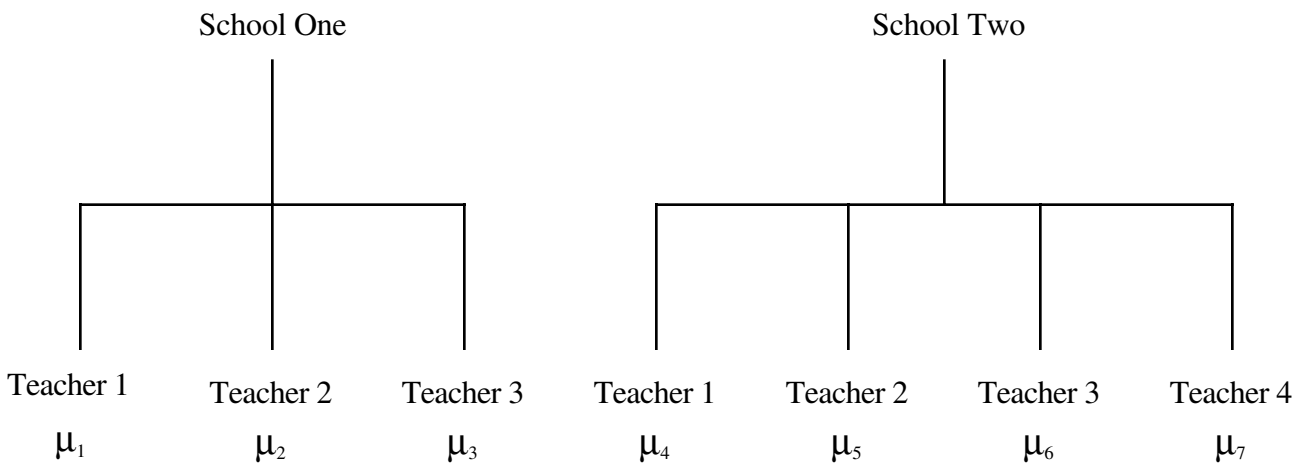 School One School Two
Teacher 1 Teacher 2 Teacher 3 Teacher 1 Teacher 2 Teacher 3 Teacher 4
μ₁ μ₂ μ₃ μ₄ μ₅ μ₆ μ₇